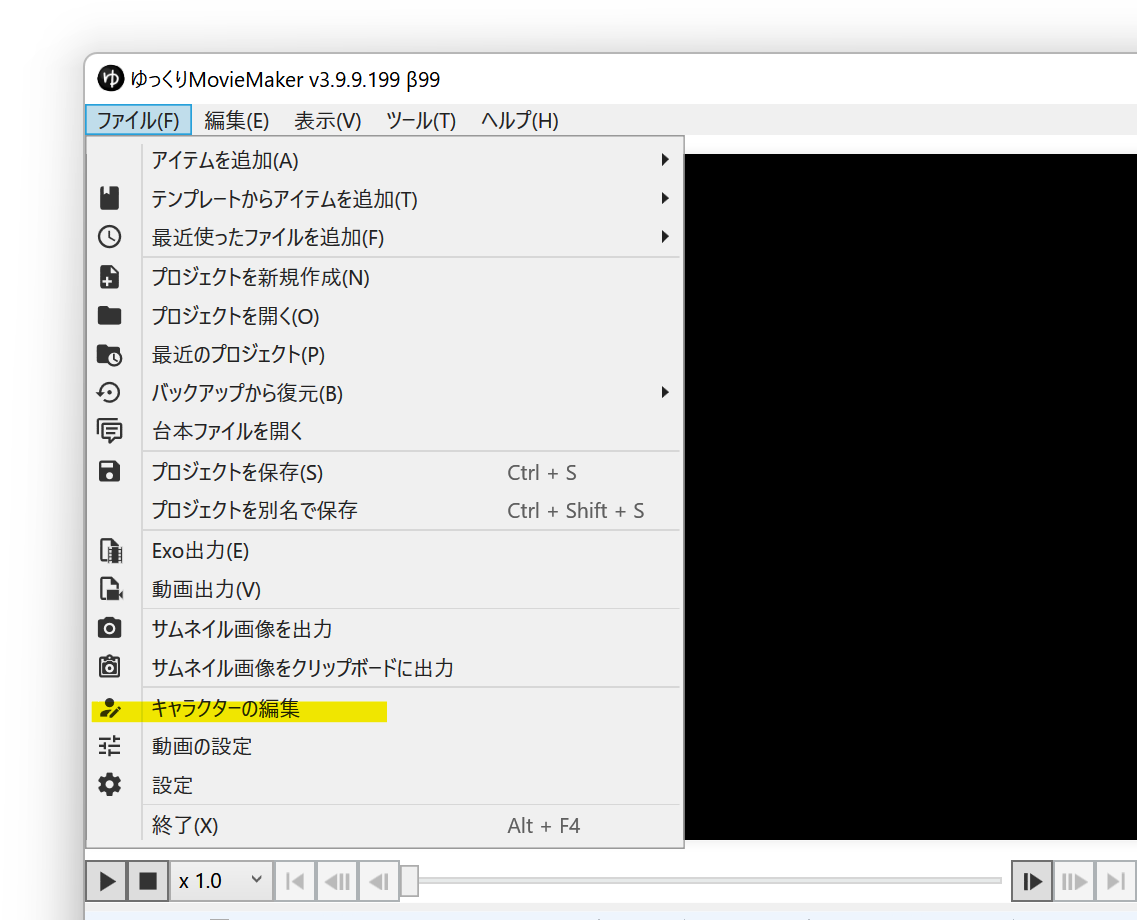 ゆっくりMovieMaker v3.9.9.199 β99
ファイル(F) 編集(E) 表示(V) ツール(T) ヘルプ(H)
アイテムを追加(A)
テンプレートからアイテムを追加(T)
最近使ったファイルを追加(F)
プロジェクトを新規作成(N)
プロジェクトを開く(O)
最近のプロジェクト(P)
バックアップから復元(B)
台本ファイルを開く
プロジェクトを保存(S) Ctrl + S
プロジェクトを別名で保存 Ctrl + Shift + S
Exo出力(E)
動画出力(V)
サムネイル画像を出力
サムネイル画像をクリップボードに出力
キャラクターの編集
動画の設定
設定
終了(X) Alt + F4
x 1.0